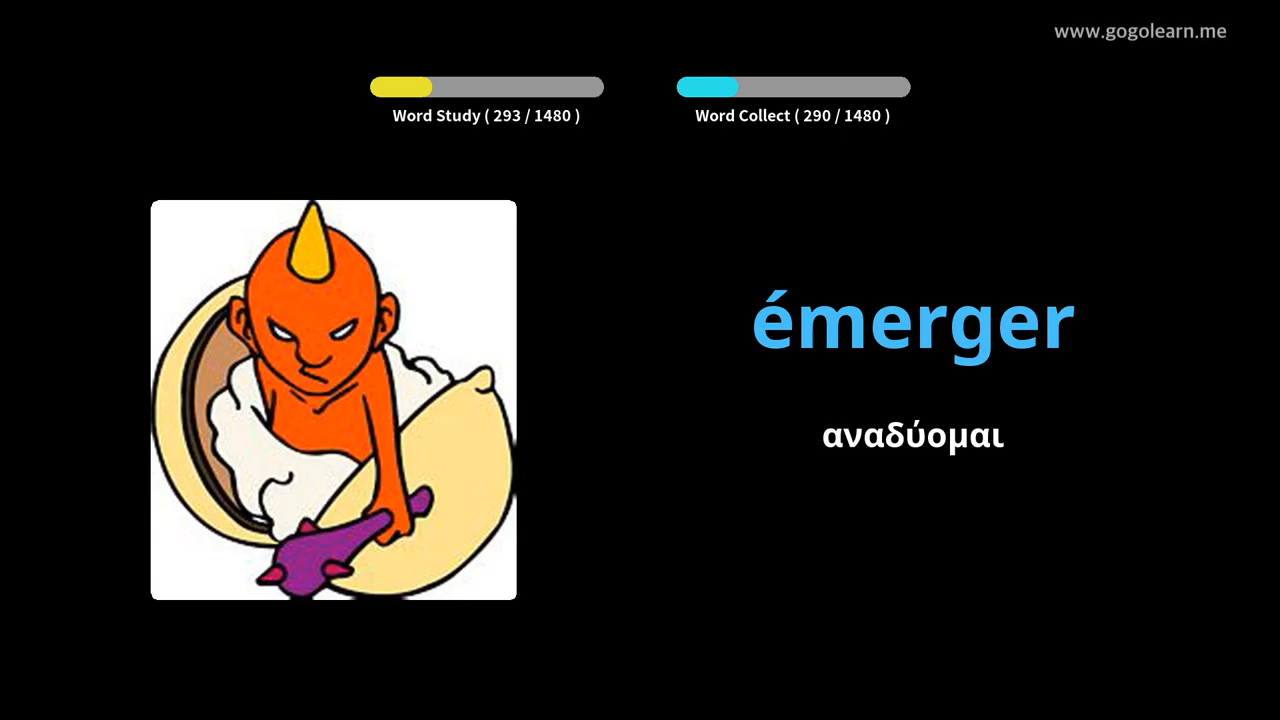 www.gogolearn.me
Word Study ( 293 / 1480 )
Word Collect ( 290 / 1480 )
émerger
αναδύομαι